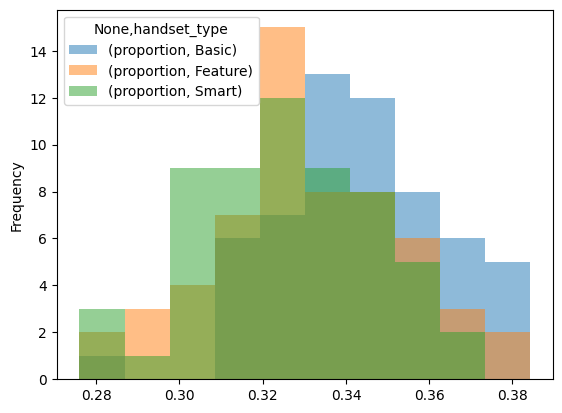 None,handset_type
(proportion, Basic)
(proportion, Feature)
(proportion, Smart)
Frequency
14
12
10
8
6
4
2
0
0.28 0.30 0.32 0.34 0.36 0.38